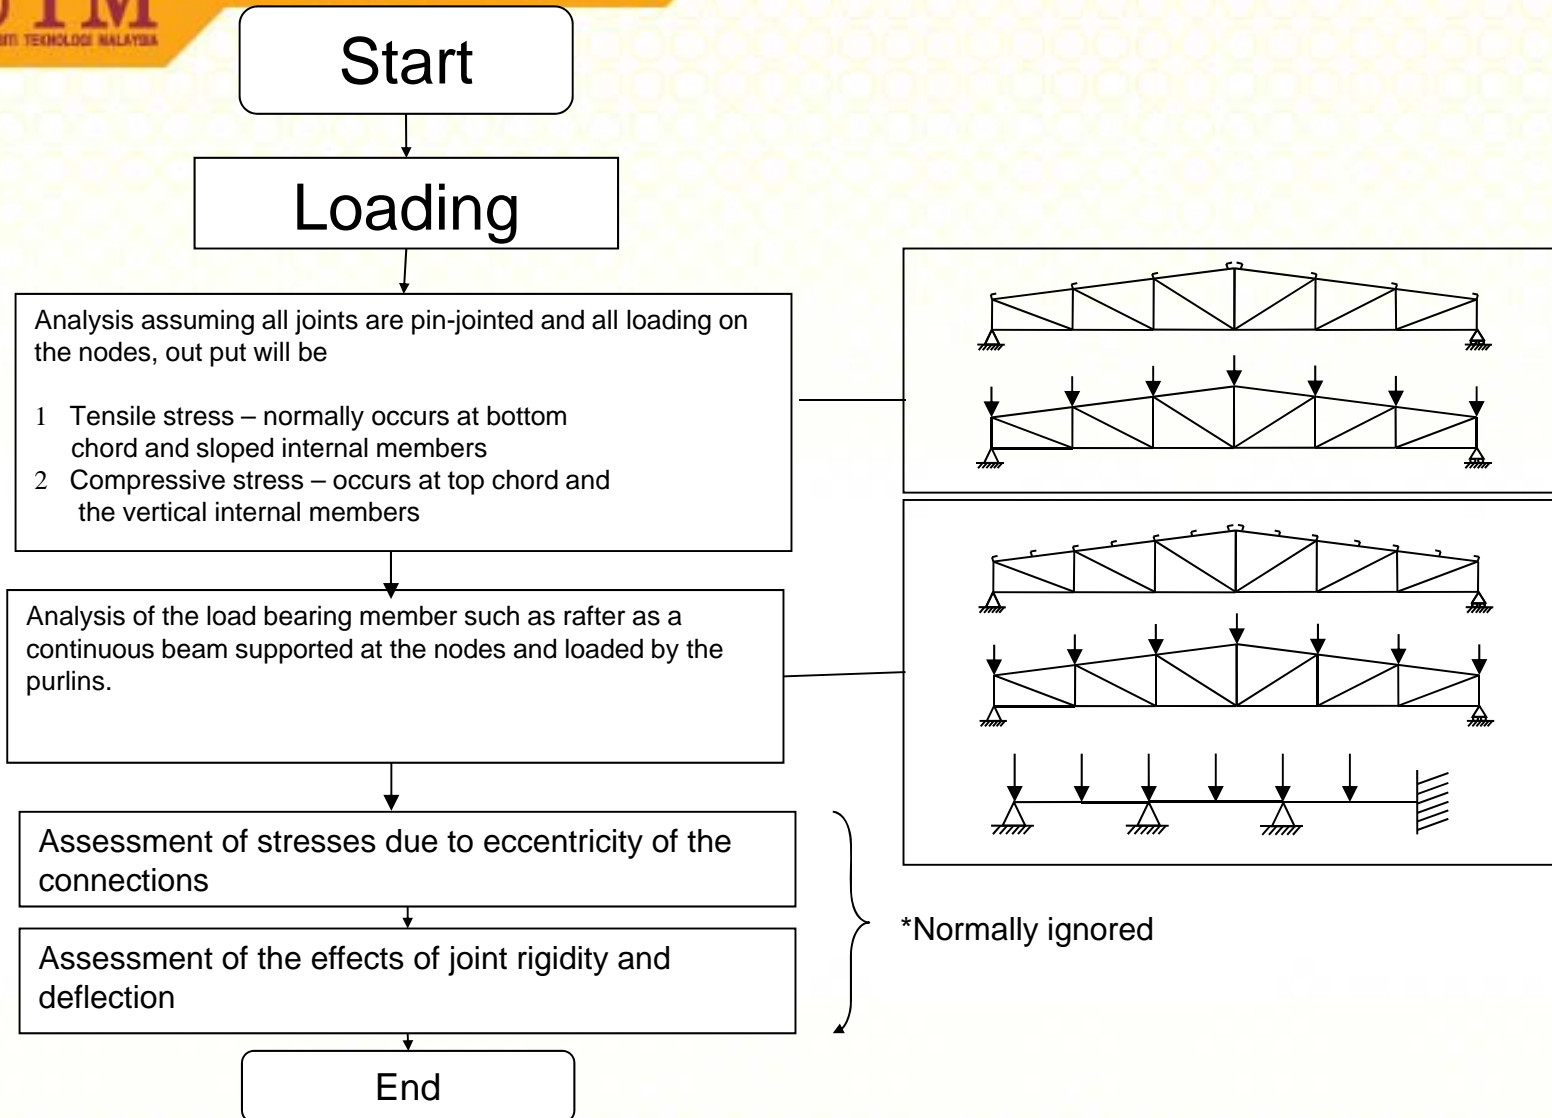 UTM
UNIVERSITI TEKNOLOGI MALAYSIA
Start
Loading
Analysis assuming all joints are pin-jointed and all loading on
the nodes, out put will be
1 Tensile stress – normally occurs at bottom
chord and sloped internal members
2 Compressive stress – occurs at top chord and
the vertical internal members
Analysis of the load bearing member such as rafter as a
continuous beam supported at the nodes and loaded by the
purlins.
Assessment of stresses due to eccentricity of the
connections
*Normally ignored
Assessment of the effects of joint rigidity and
deflection
End